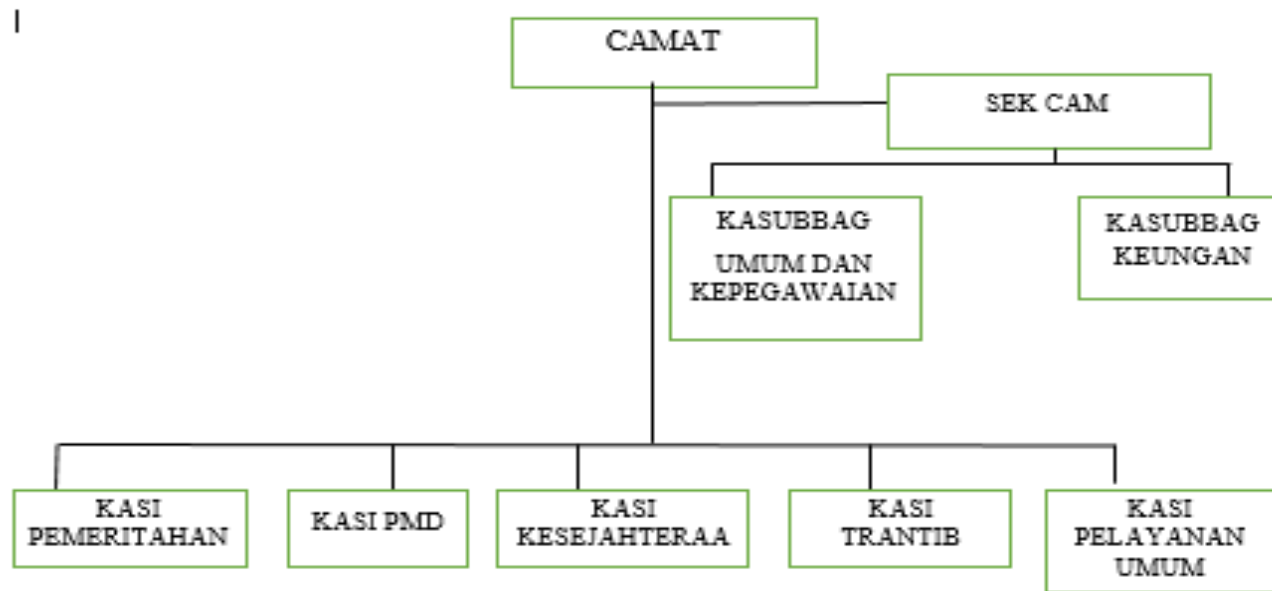 CAMAT
SEK CAM
KASUBBAG
UMUM DAN
KEPEGAWAIAN
KASUBBAG
KEUNGAN
KASI
PEMERITAHAN
KASI PMD
KASI
KESEJAHTERAA
KASI
TRANTIB
KASI
PELAYANAN
UMUM